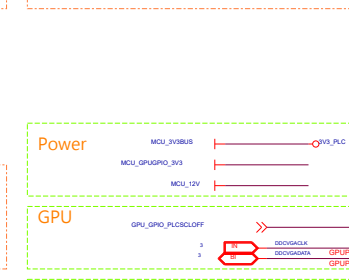 Power
MCU_3V3BUS 3V3_PLC
MCU_GPUGPIO_3V3
MCU_12V
GPU
GPU_GPIO_PLCSCLOFF
3 IN DDCVGACLK
GPUP
3 BI DDCVGADATA
GPUP